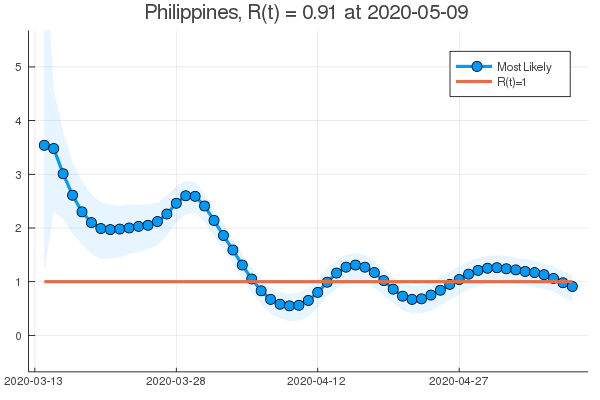 Philippines, R(t) = 0.91 at 2020-05-09
Most Likely
R(t)=1
5
4
3
2
1
0
2020-03-13 2020-03-28 2020-04-12 2020-04-27